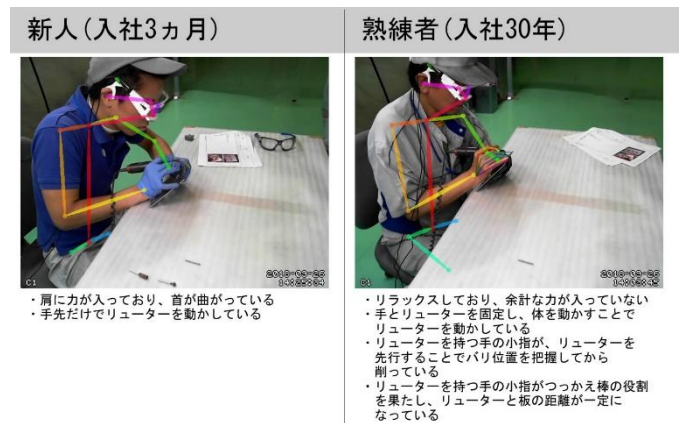 新人(入社3ヵ月)
・肩に力が入っており、首が曲がっている
・手先だけでリューターを動かしている
熟練者(入社30年)
・リラックスしており、余計な力が入っていない
・手とリューターを固定し、体を動かすことで
リューターを動かしている
・リューターを持つ手の小指が、リューターを
先行することでバリ位置を把握してから
削っている
・リューターを持つ手の小指がつっかえ棒の役割
を果たし、リューターと板の距離が一定に
なっている